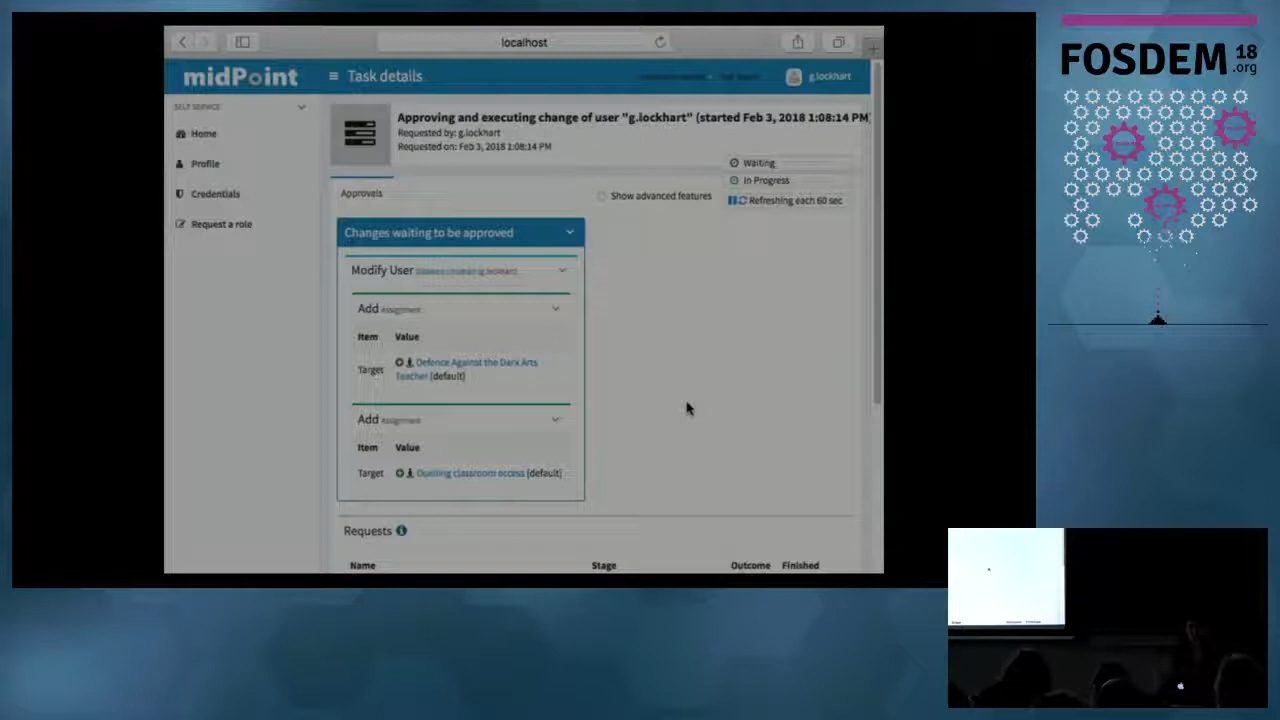 localhost
midPoint
Task details
g.lockhart
FOSDEM 18
.org
SELF SERVICE
Home
Profile
Credentials
Request a role
Approving and executing change of user "g.lockhart" (started Feb 3, 2018 1:08:14 PM)
Requested by: g.lockhart
Requested on: Feb 3, 2018 1:08:14 PM
Waiting
In Progress
Refreshing each 60 sec
Approvals
Show advanced features
Changes waiting to be approved
Modify User
Add Assignment
Item Value
Target Defence Against the Dark Arts
Teacher [default]
Add Assignment
Item Value
Target Duelling classroom access [default]
Requests
Name Stage Outcome Finished